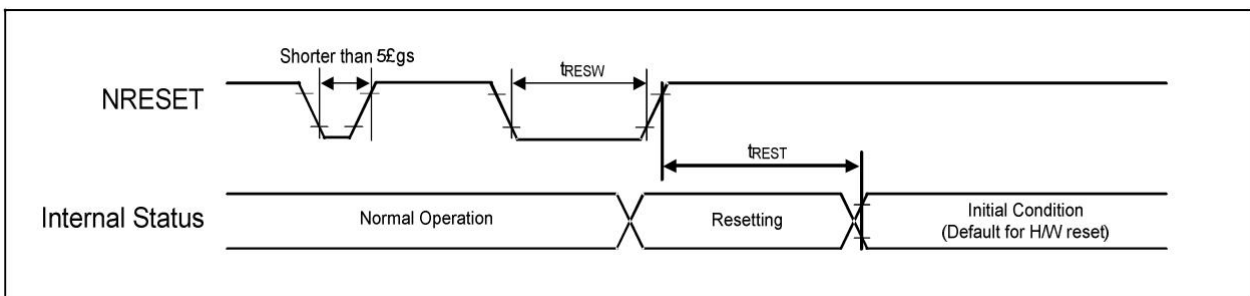 Shorter than 5£gs
tRESW
NRESET
tREST
Internal Status
Normal Operation
Resetting
Initial Condition
(Default for H/W reset)